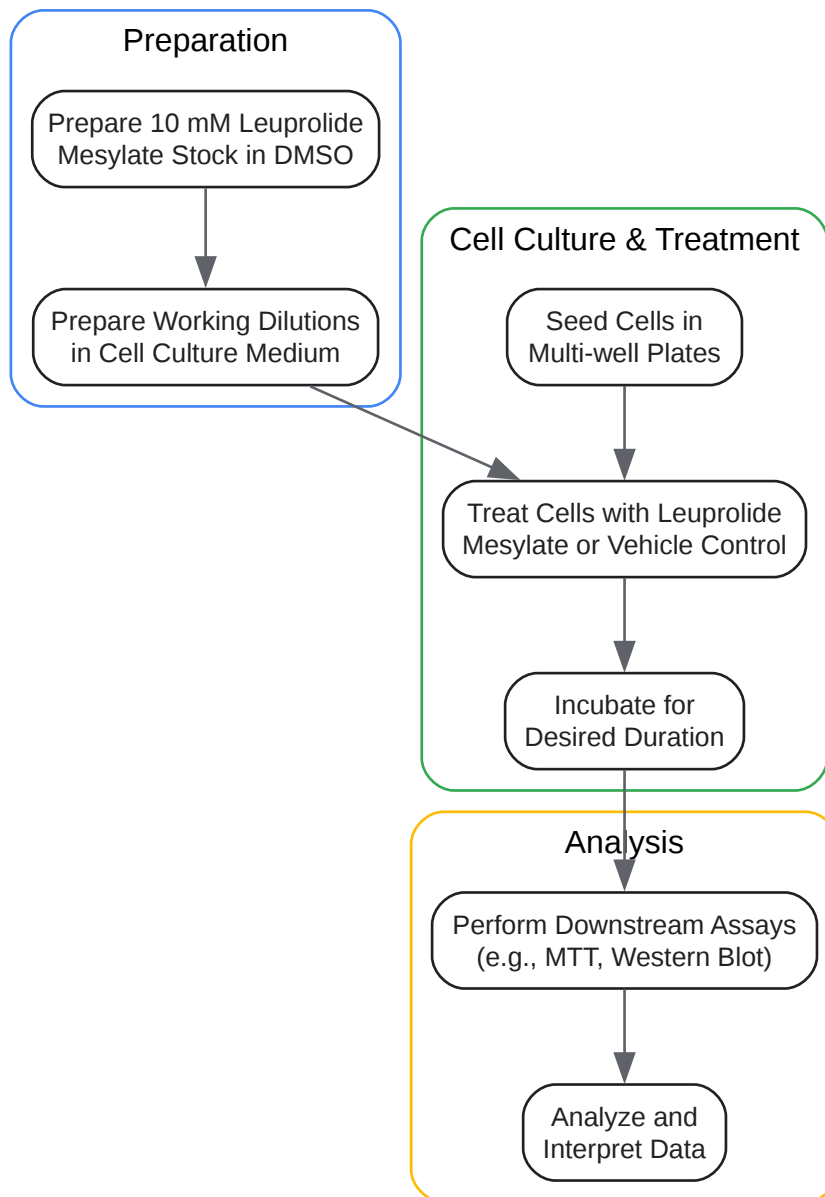 Preparation
Prepare 10 mM Leuprolide
Mesylate Stock in DMSO
Prepare Working Dilutions
in Cell Culture Medium
Cell Culture & Treatment
Seed Cells in
Multi-well Plates
Treat Cells with Leuprolide
Mesylate or Vehicle Control
Incubate for
Desired Duration
Analysis
Perform Downstream Assays
(e.g., MTT, Western Blot)
Analyze and
Interpret Data